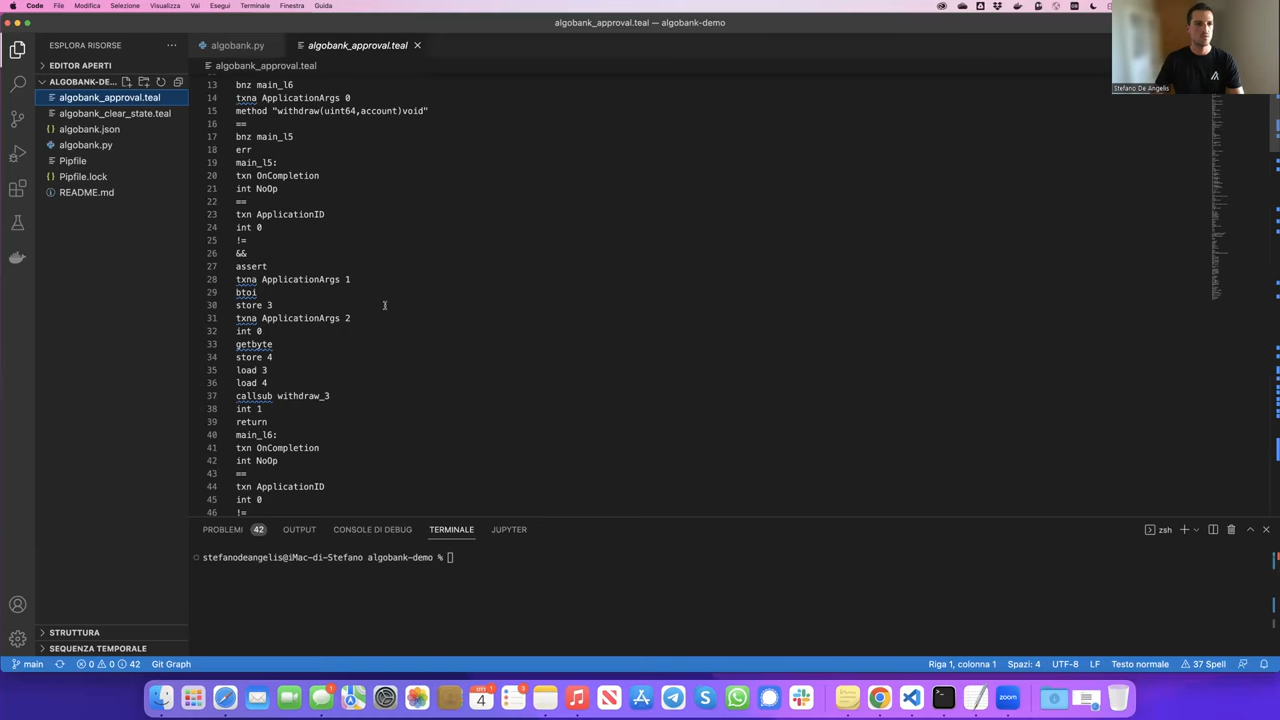 Code File Modifica Selezione Visualizza Vai Esegui Terminale Finestra Guida
algobank_approval.teal — algobank-demo
ESPLORA RISORSE
EDITOR APERTI
ALGOBANK-DE...
algobank_approval.teal
algobank_clear_state.teal
algobank.json
algobank.py
Pipfile
Pipfile.lock
README.md
STRUTTURA
SEQUENZA TEMPORALE
algobank.py algobank_approval.teal
algobank_approval.teal
13 bnz main_l6
14 txna ApplicationArgs 0
15 method "withdraw(uint64,account)void"
16 ==
17 bnz main_l5
18 err
19 main_l5:
20 txn OnCompletion
21 int NoOp
22 ==
23 txn ApplicationID
24 int 0
25 !=
26 &&
27 assert
28 txna ApplicationArgs 1
29 btoi
30 store 3
31 txna ApplicationArgs 2
32 int 0
33 getbyte
34 store 4
35 load 3
36 load 4
37 callsub withdraw_3
38 int 1
39 return
40 main_l6:
41 txn OnCompletion
42 int NoOp
43 ==
44 txn ApplicationID
45 int 0
46 !=
PROBLEMI 42 OUTPUT CONSOLE DI DEBUG TERMINALE JUPYTER zsh
stefanodeangelis@iMac-di-Stefano algobank-demo %
main 0 0 42 Git Graph Riga 1, colonna 1 Spazi: 4 UTF-8 LF Testo normale 37 Spell
Stefano De Angelis
4
zoom